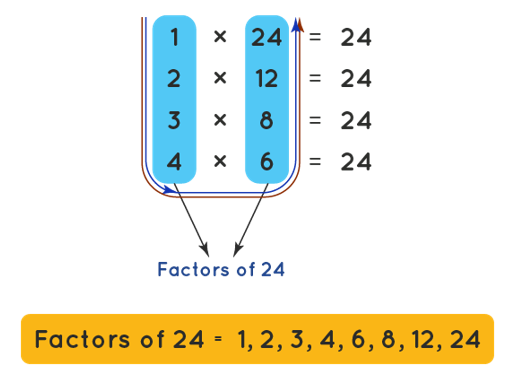 1 × 24 = 24
2 × 12 = 24
3 × 8 = 24
4 × 6 = 24
Factors of 24
Factors of 24 = 1, 2, 3, 4, 6, 8, 12, 24